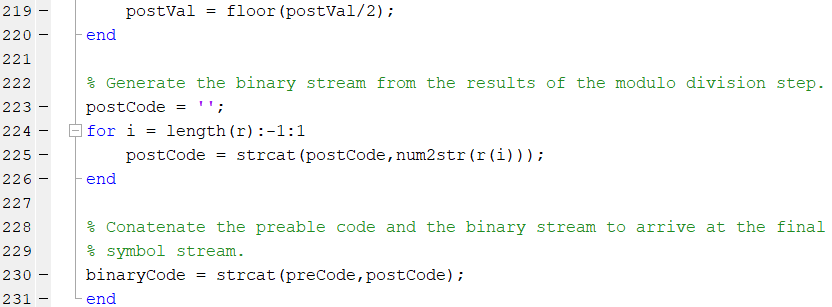 219 –        postVal = floor(postVal/2);
220 –    end
221
222      % Generate the binary stream from the results of the modulo division step.
223 –    postCode = '';
224 –    for i = length(r):-1:1
225 –        postCode = strcat(postCode,num2str(r(i)));
226 –    end
227
228      % Conatenate the preable code and the binary stream to arrive at the final
229      % symbol stream.
230 –    binaryCode = strcat(preCode,postCode);
231 –    end